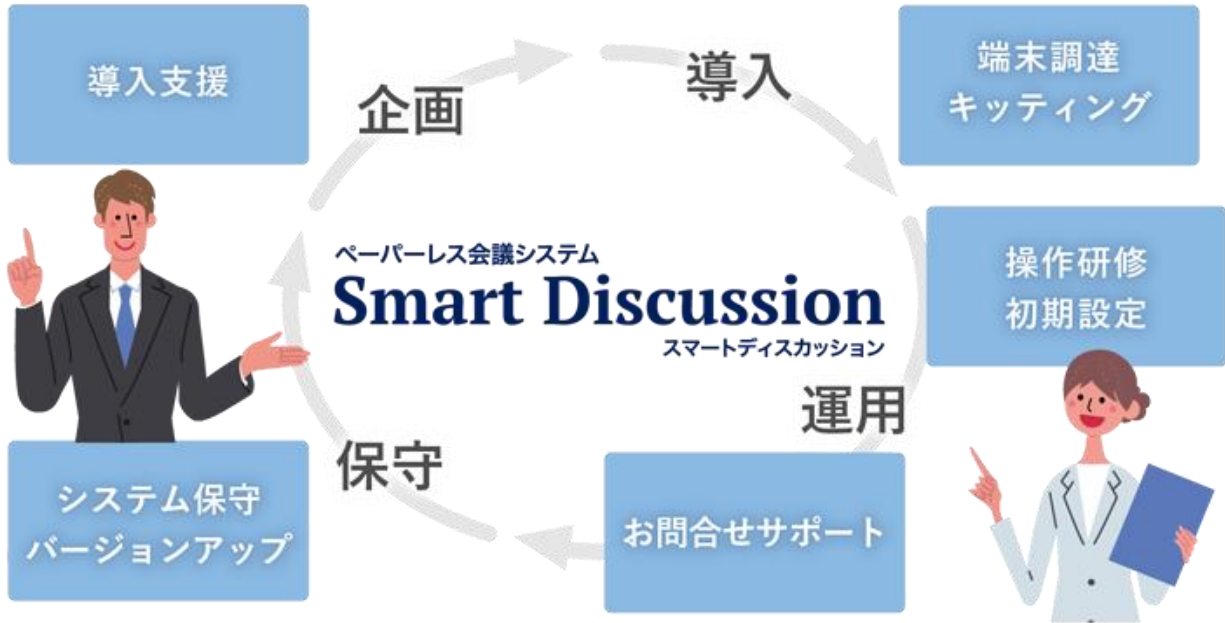 導入支援
企画
導入
端末調達
キッティング
ペーパーレス会議システム
Smart Discussion
スマートディスカッション
操作研修
初期設定
運用
保守
お問合せサポート
システム保守
バージョンアップ